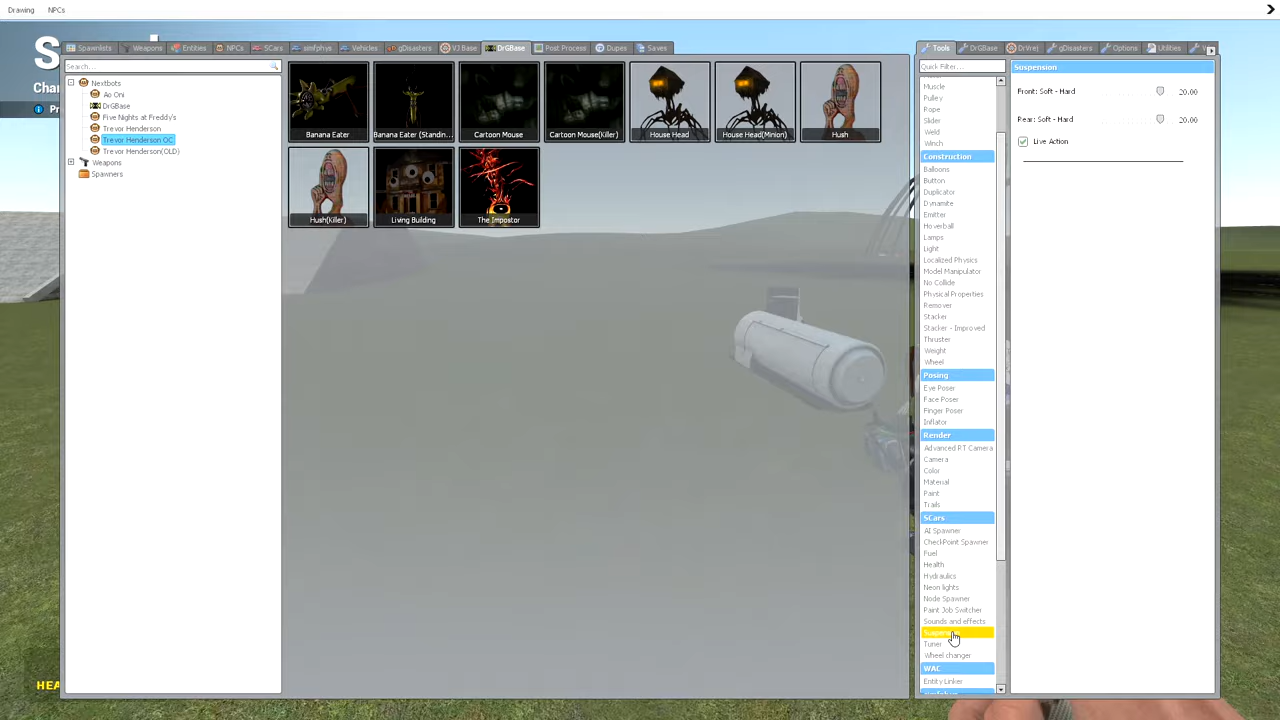 Drawing NPCs
S
Chan
Spawnlists Weapons Entities NPCs SCars simfphys Vehicles gDisasters VJ Base DrGBase Post Process Dupes Saves
Search...
Nextbots
Ao Oni
DrGBase
Five Nights at Freddy's
Trevor Henderson
Trevor Henderson OC
Trevor Henderson(OLD)
Weapons
Spawners
Banana Eater
Banana Eater (Standin...
Cartoon Mouse
Cartoon Mouse(Killer)
House Head
House Head(Minion)
Hush
Hush(Killer)
Living Building
The Impostor
HEA
Tools DrGBase DrVrej gDisasters Options Utilities
Quick Filter...
Muscle
Pulley
Rope
Slider
Weld
Winch
Construction
Balloons
Button
Duplicator
Dynamite
Emitter
Hoverball
Lamps
Light
Localized Physics
Model Manipulator
No Collide
Physical Properties
Remover
Stacker
Stacker - Improved
Thruster
Weight
Wheel
Posing
Eye Poser
Face Poser
Finger Poser
Inflator
Render
Advanced RT Camera
Camera
Color
Material
Paint
Trails
SCars
AI Spawner
CheckPoint Spawner
Fuel
Health
Hydraulics
Neon lights
Node Spawner
Paint Job Switcher
Sounds and effects
Suspension
Tuner
Wheel changer
WAC
Entity Linker
Suspension
Front: Soft - Hard 20.00
Rear: Soft - Hard 20.00
Live Action